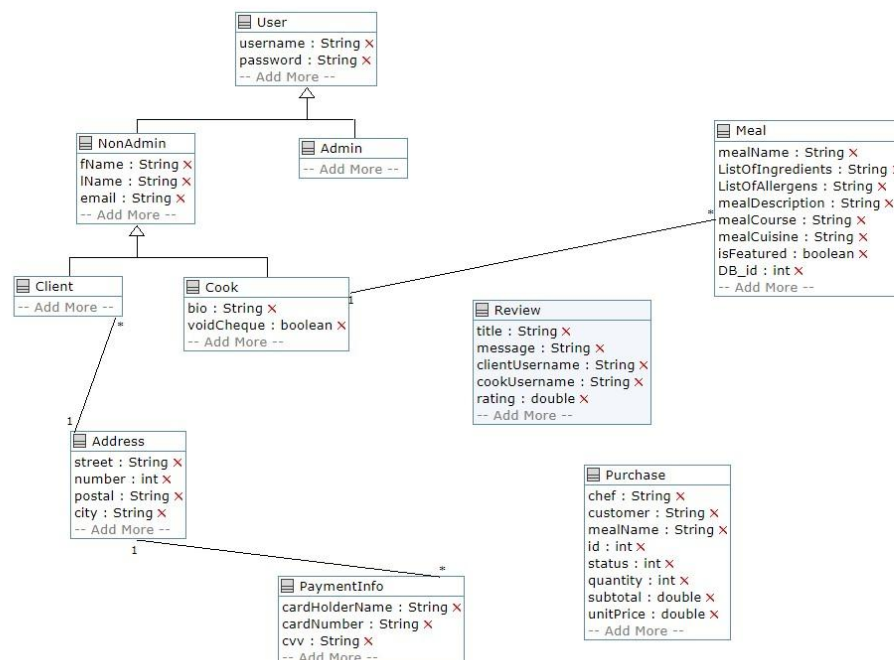 User
username : String
password : String
-- Add More --
NonAdmin
fName : String
lName : String
email : String
-- Add More --
Admin
-- Add More --
Meal
mealName : String
ListOfIngredients : String
ListOfAllergens : String
mealDescription : String
mealCourse : String
mealCuisine : String
isFeatured : boolean
DB_id : int
-- Add More --
*
1
Client
-- Add More --
*
Cook
bio : String
voidCheque : boolean
-- Add More --
Review
title : String
message : String
clientUsername : String
cookUsername : String
rating : double
-- Add More --
1
Address
street : String
number : int
postal : String
city : String
-- Add More --
1
*
Purchase
chef : String
customer : String
mealName : String
id : int
status : int
quantity : int
subtotal : double
unitPrice : double
-- Add More --
PaymentInfo
cardHolderName : String
cardNumber : String
cvv : String
-- Add More --